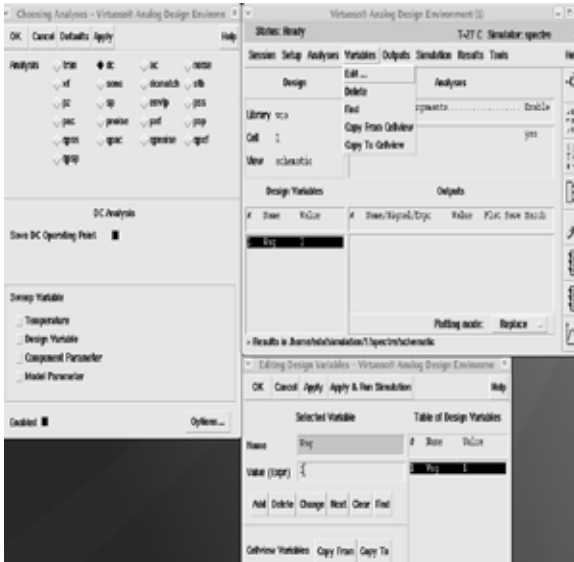 Choosing Analyses – Virtuoso® Analog Design Environe
OK Cancel Defaults Apply Help
Analysis tran dc ac noise
xf sens dcmatch stb
pz sp envlp pss
pac pnoise pxf psp
qpss qpac qpnoise qpxf
qpsp
DC Analysis
Save DC Operating Point
Sweep Variable
Temperature
Design Variable
Component Parameter
Model Parameter
Enabled Options...
Virtuoso® Analog Design Environment (1)
Status: Ready T=27 C Simulator: spectre
Session Setup Analyses Variables Outputs Simulation Results Tools
Edit ...
Delete
Find
Copy From Cellview
Copy To Cellview
Design Analyses
Library vco
Cell 1
View schematic
Enable
yes
Design Variables Outputs
# Name Value # Name/Signal/Expr Value Plot Save March
1
Plotting mode: Replace
> Results in
Editing Design Variables – Virtuoso® Analog Design Environme
OK Cancel Apply Apply & Run Simulation Help
Selected Variable Table of Design Variables
Name # Name Value
Value (Expr) 1
Add Delete Change Next Clear Find
Cellview Variables Copy From Copy To